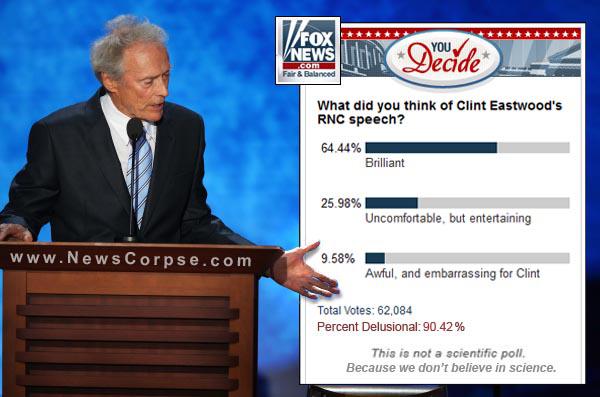 FOX
NEWS
.com
Fair & Balanced
YOU
Decide
What did you think of Clint Eastwood's
RNC speech?
64.44%
Brilliant
25.98%
Uncomfortable, but entertaining
9.58%
Awful, and embarrassing for Clint
Total Votes: 62,084
Percent Delusional: 90.42%
This is not a scientific poll.
Because we don't believe in science.
www.NewsCorpse.com